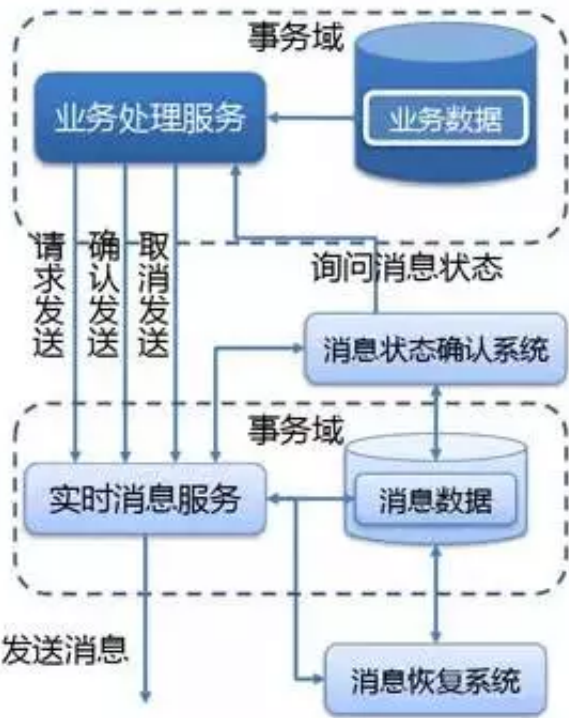 事务域
业务处理服务
业务数据
请求发送
确认发送
取消发送
询问消息状态
消息状态确认系统
事务域
实时消息服务
消息数据
发送消息
消息恢复系统